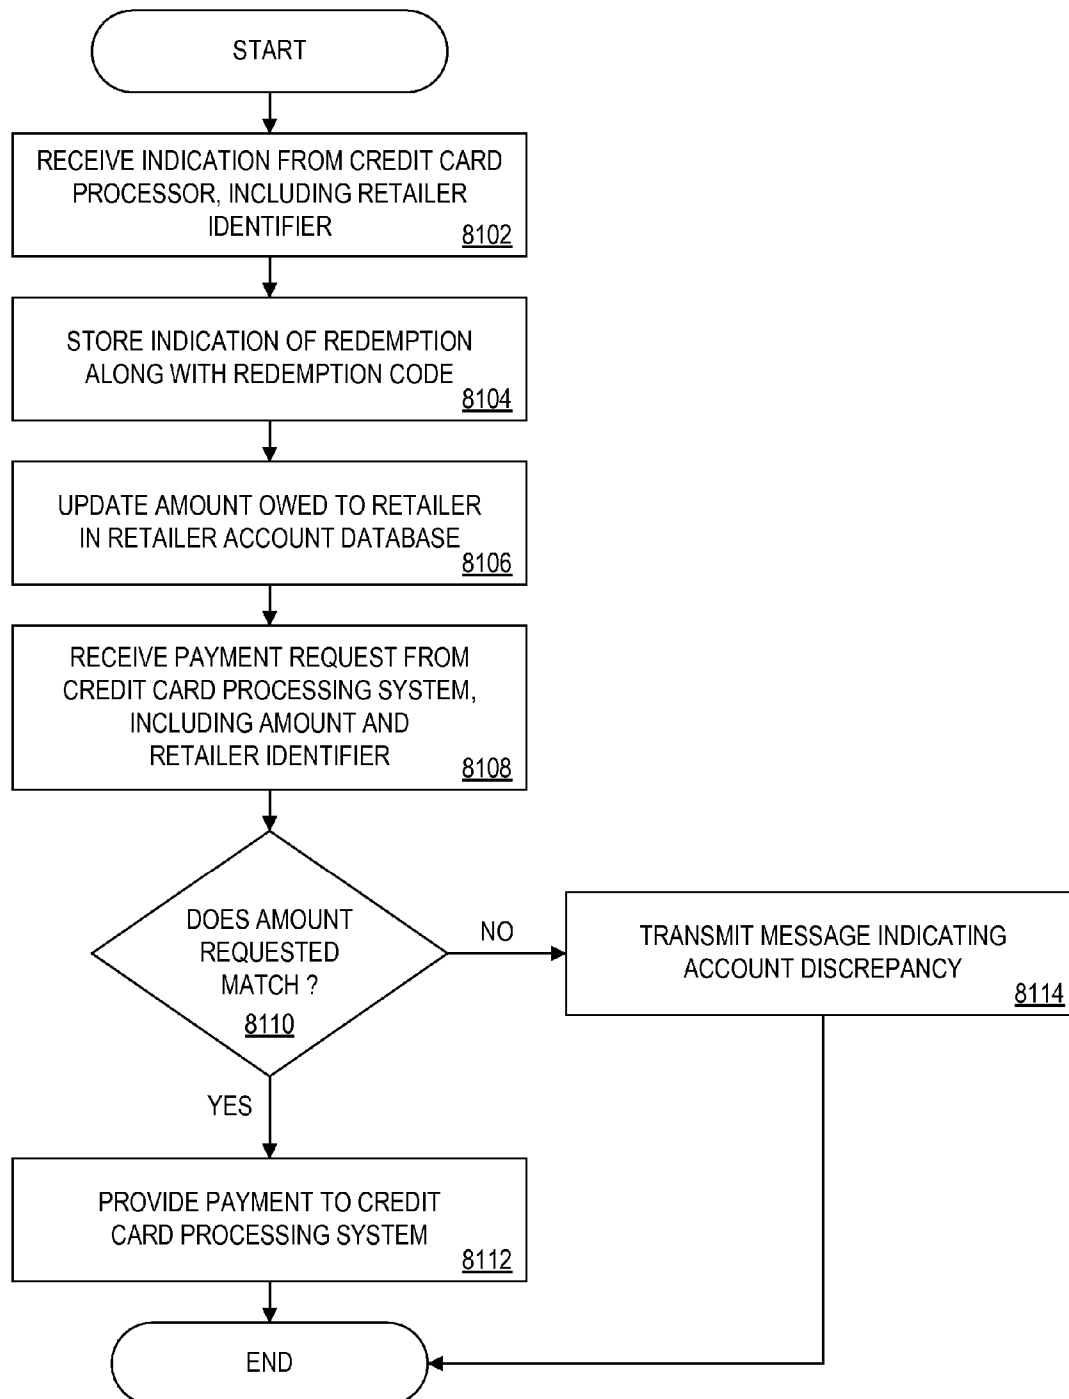 START
RECEIVE INDICATION FROM CREDIT CARD
PROCESSOR, INCLUDING RETAILER
IDENTIFIER
8102
STORE INDICATION OF REDEMPTION
ALONG WITH REDEMPTION CODE
8104
UPDATE AMOUNT OWED TO RETAILER
IN RETAILER ACCOUNT DATABASE
8106
RECEIVE PAYMENT REQUEST FROM
CREDIT CARD PROCESSING SYSTEM,
INCLUDING AMOUNT AND
RETAILER IDENTIFIER
8108
DOES AMOUNT
REQUESTED
MATCH ?
8110
NO
TRANSMIT MESSAGE INDICATING
ACCOUNT DISCREPANCY
8114
YES
PROVIDE PAYMENT TO CREDIT
CARD PROCESSING SYSTEM
8112
END